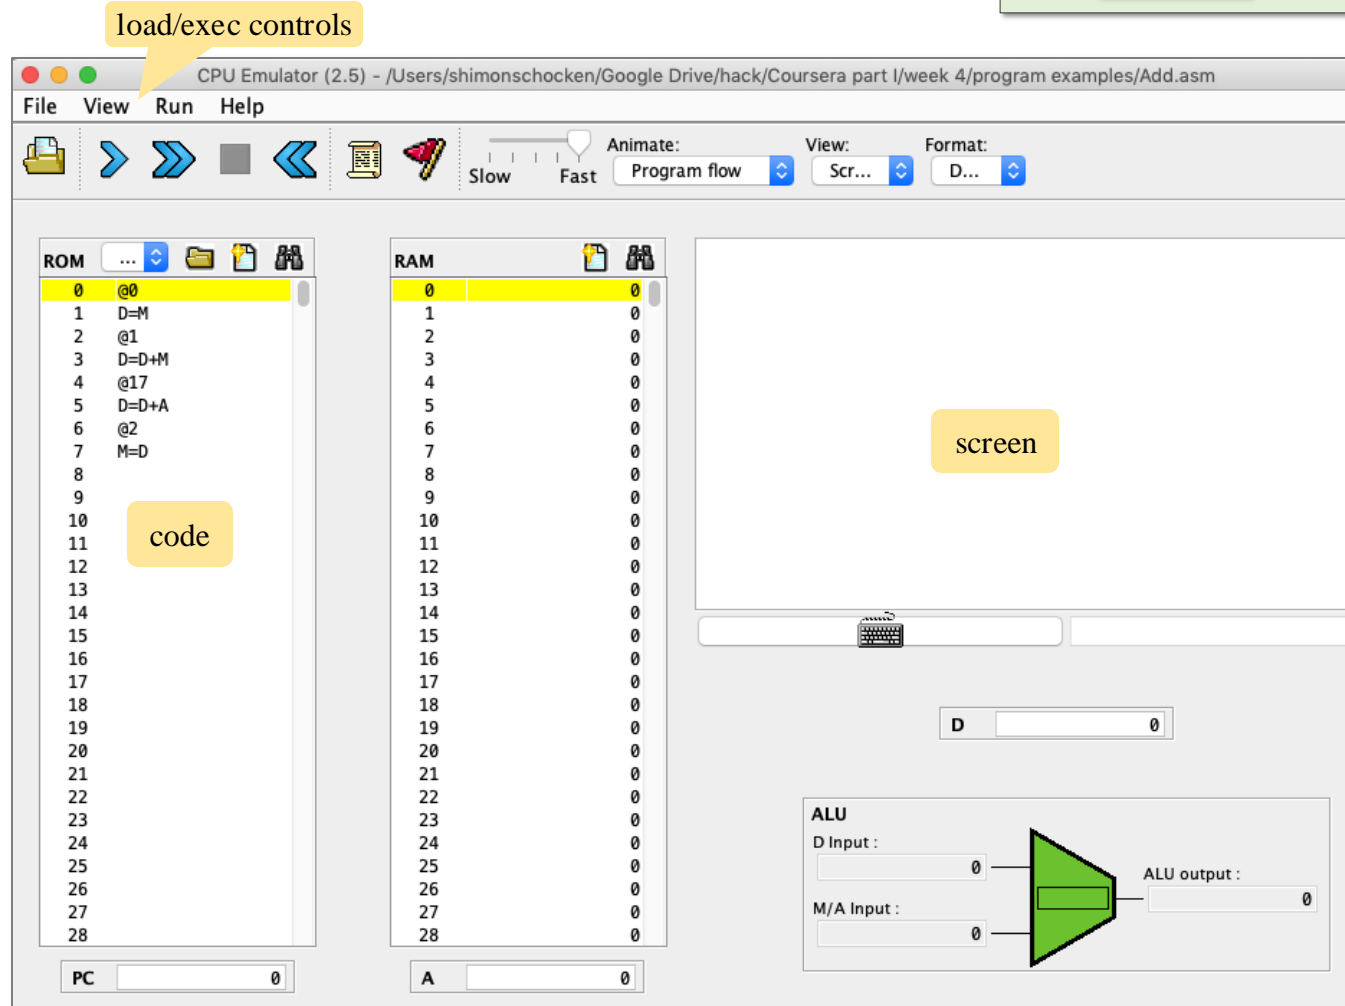 load/exec controls
CPU Emulator (2.5) - /Users/shimonschocken/Google Drive/hack/Coursera part I/week 4/program examples/Add.asm
File View Run Help
Slow Fast
Animate:
Program flow
View:
Scr...
Format:
D...
ROM ...
0 @0
1 D=M
2 @1
3 D=D+M
4 @17
5 D=D+A
6 @2
7 M=D
8
9
10
11
12
13
14
15
16
17
18
19
20
21
22
23
24
25
26
27
28
code
PC 0
RAM
0 0
1 0
2 0
3 0
4 0
5 0
6 0
7 0
8 0
9 0
10 0
11 0
12 0
13 0
14 0
15 0
16 0
17 0
18 0
19 0
20 0
21 0
22 0
23 0
24 0
25 0
26 0
27 0
28 0
A 0
screen
D 0
ALU
D Input :
0
M/A Input :
0
ALU output :
0